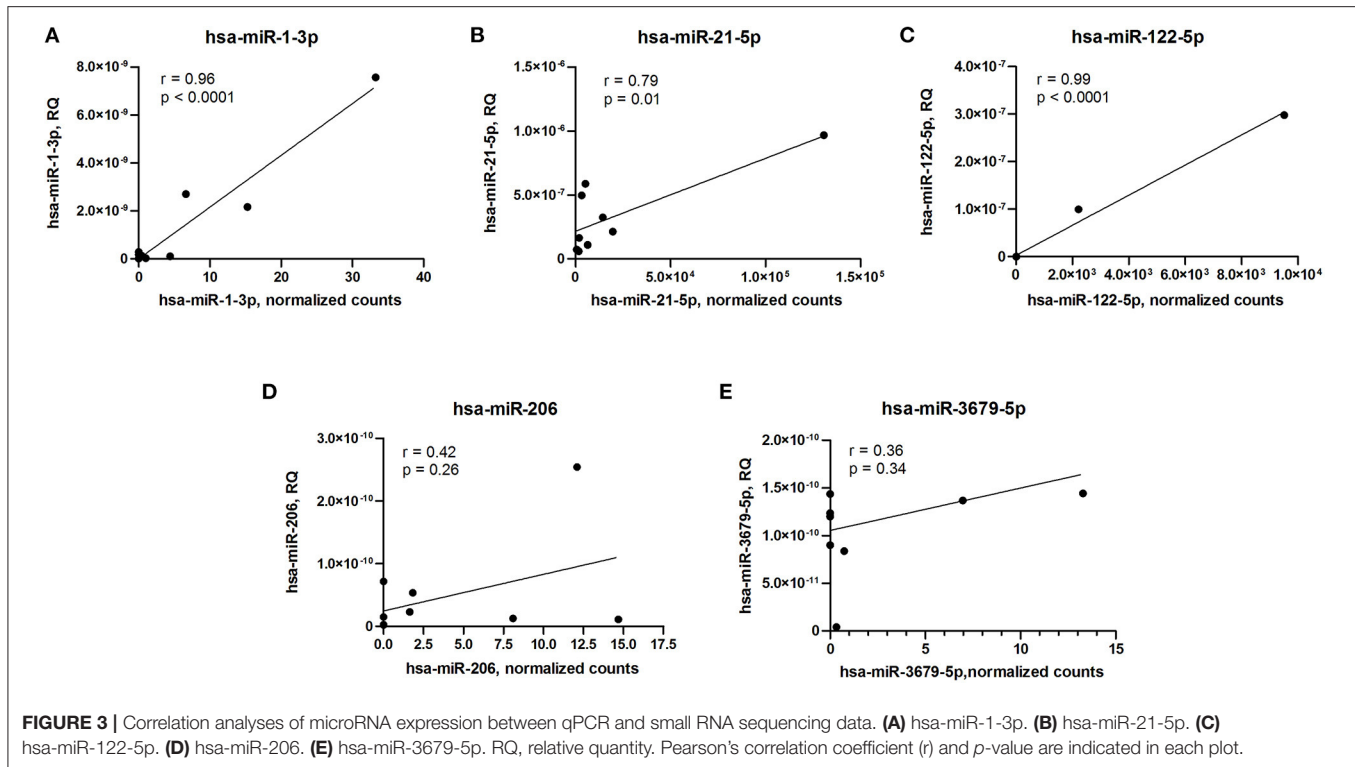 A
hsa-miR-1-3p
r = 0.96
p < 0.0001
hsa-miR-1-3p, RQ
8.0×10⁻⁹
6.0×10⁻⁹
4.0×10⁻⁹
2.0×10⁻⁹
0
0 10 20 30 40
hsa-miR-1-3p, normalized counts
B
hsa-miR-21-5p
r = 0.79
p = 0.01
hsa-miR-21-5p, RQ
1.5×10⁻⁶
1.0×10⁻⁶
5.0×10⁻⁷
0
0 5.0×10⁴ 1.0×10⁵ 1.5×10⁵
hsa-miR-21-5p, normalized counts
C
hsa-miR-122-5p
r = 0.99
p < 0.0001
hsa-miR-122-5p, RQ
4.0×10⁻⁷
3.0×10⁻⁷
2.0×10⁻⁷
1.0×10⁻⁷
0
0 2.0×10³ 4.0×10³ 6.0×10³ 8.0×10³ 1.0×10⁴
hsa-miR-122-5p, normalized counts
D
hsa-miR-206
r = 0.42
p = 0.26
hsa-miR-206, RQ
3.0×10⁻¹⁰
2.0×10⁻¹⁰
1.0×10⁻¹⁰
0
0.0 2.5 5.0 7.5 10.0 12.5 15.0 17.5
hsa-miR-206, normalized counts
E
hsa-miR-3679-5p
r = 0.36
p = 0.34
hsa-miR-3679-5p, RQ
2.0×10⁻¹⁰
1.5×10⁻¹⁰
1.0×10⁻¹⁰
5.0×10⁻¹¹
0
0 5 10 15
hsa-miR-3679-5p,normalized counts
FIGURE 3 | Correlation analyses of microRNA expression between qPCR and small RNA sequencing data. (A) hsa-miR-1-3p. (B) hsa-miR-21-5p. (C)
hsa-miR-122-5p. (D) hsa-miR-206. (E) hsa-miR-3679-5p. RQ, relative quantity. Pearson's correlation coefficient (r) and p-value are indicated in each plot.